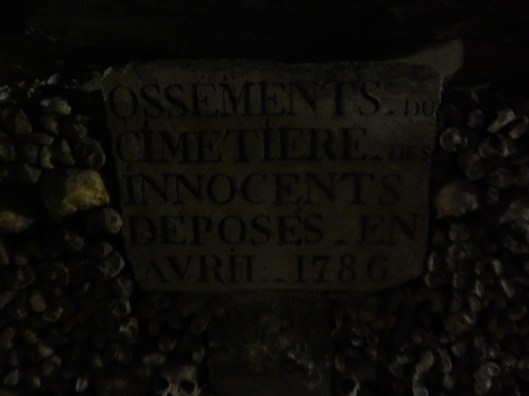 OSSEMENTS. DU
CIMETIERE. DES
INNOCENTS
DEPOSÉS. EN
AVRIL. 1786